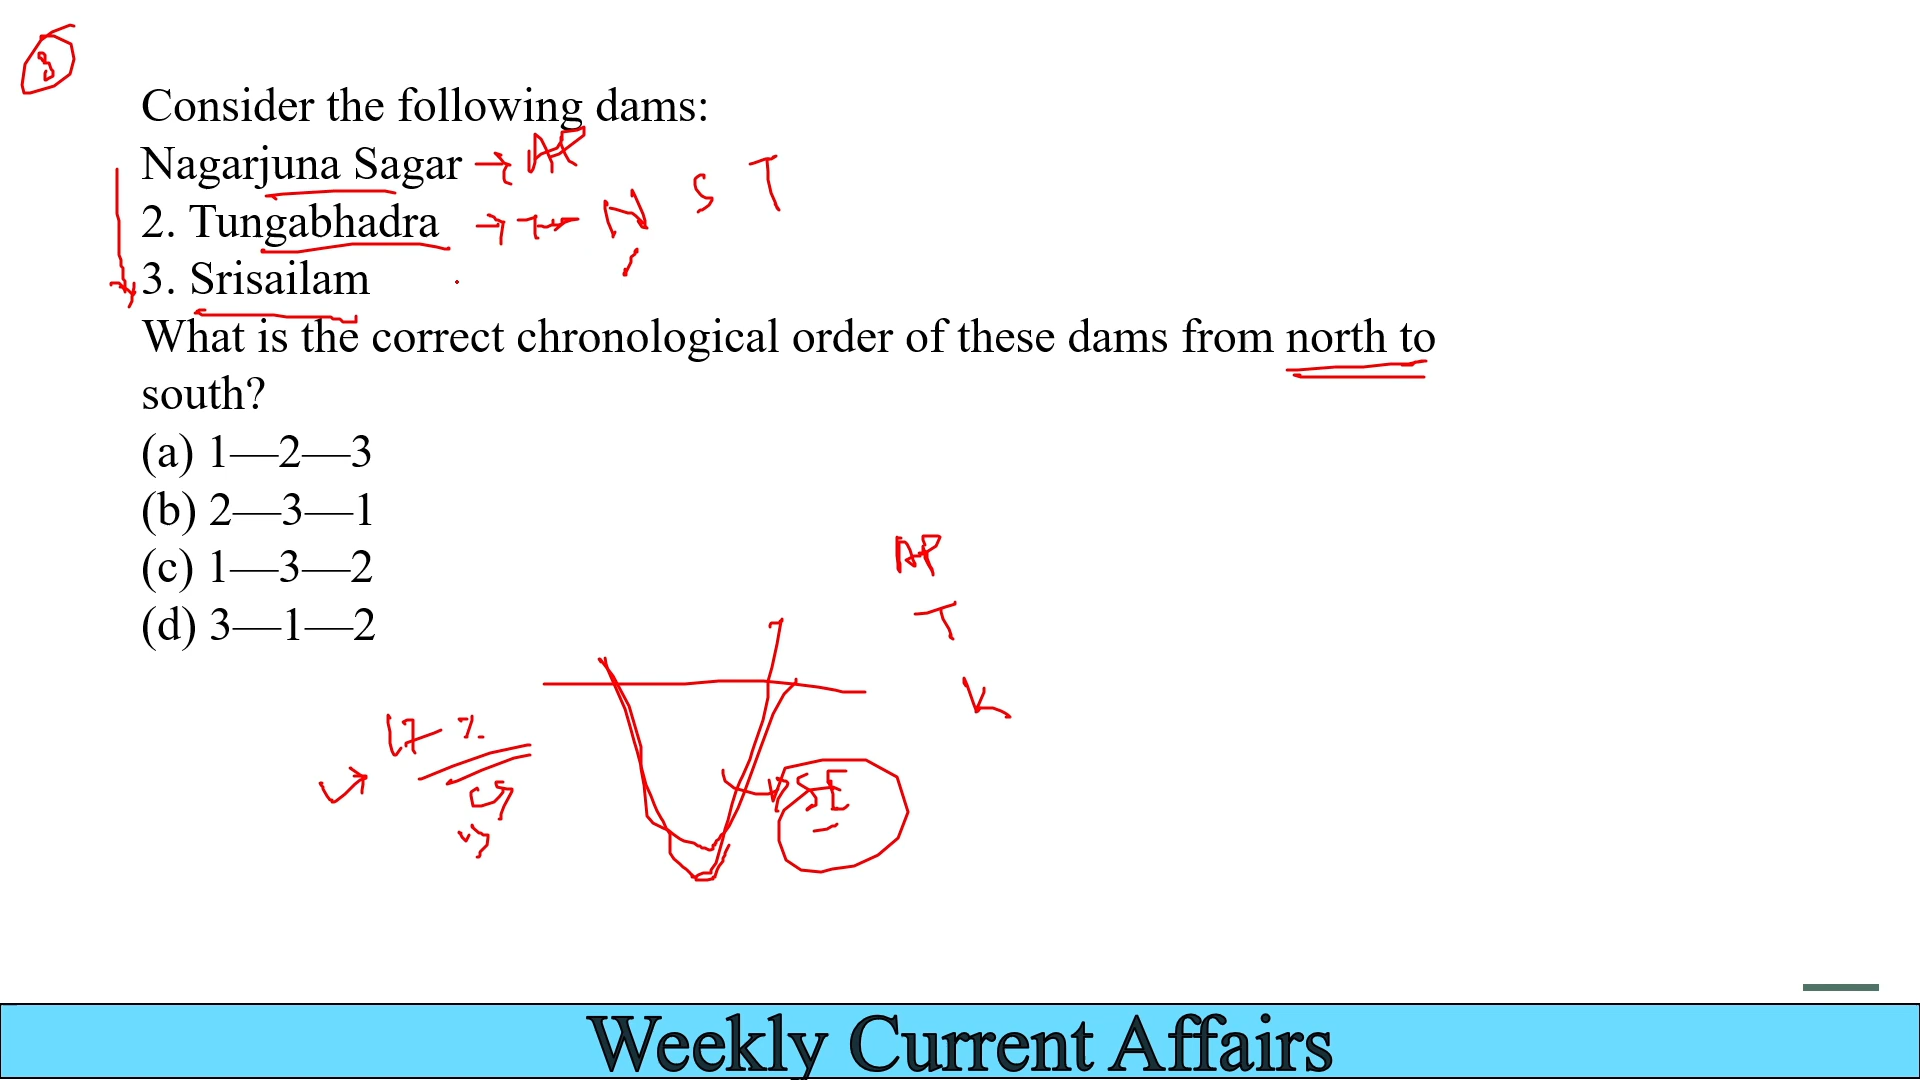 3
Consider the following dams:
Nagarjuna Sagar → AP
N S T
2. Tungabhadra →
3. Srisailam
What is the correct chronological order of these dams from north to
south?
(a) 1—2—3
(b) 2—3—1
(c) 1—3—2
(d) 3—1—2
AP
T
K
17 %
SE
Weekly Current Affairs